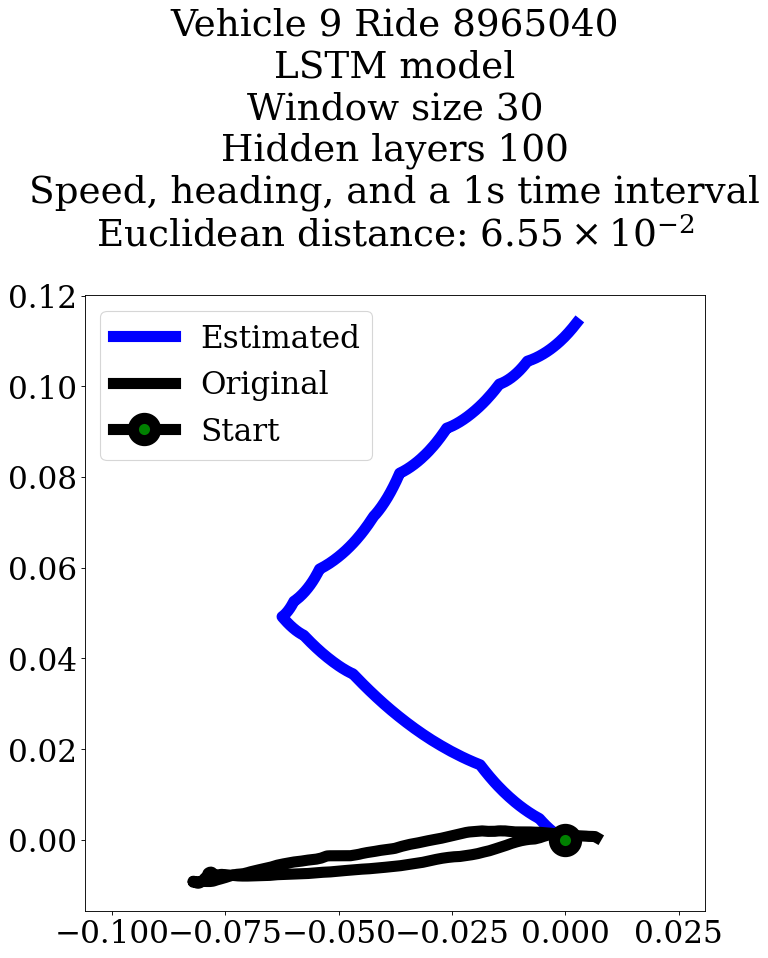 Vehicle 9 Ride 8965040
LSTM model
Window size 30
Hidden layers 100
Speed, heading, and a 1s time interval
Euclidean distance: 6.55 × 10⁻²
0.12
Estimated
0.10
Original
Start
0.08
0.06
0.04
0.02
0.00
−0.100−0.075−0.050−0.025 0.000 0.025